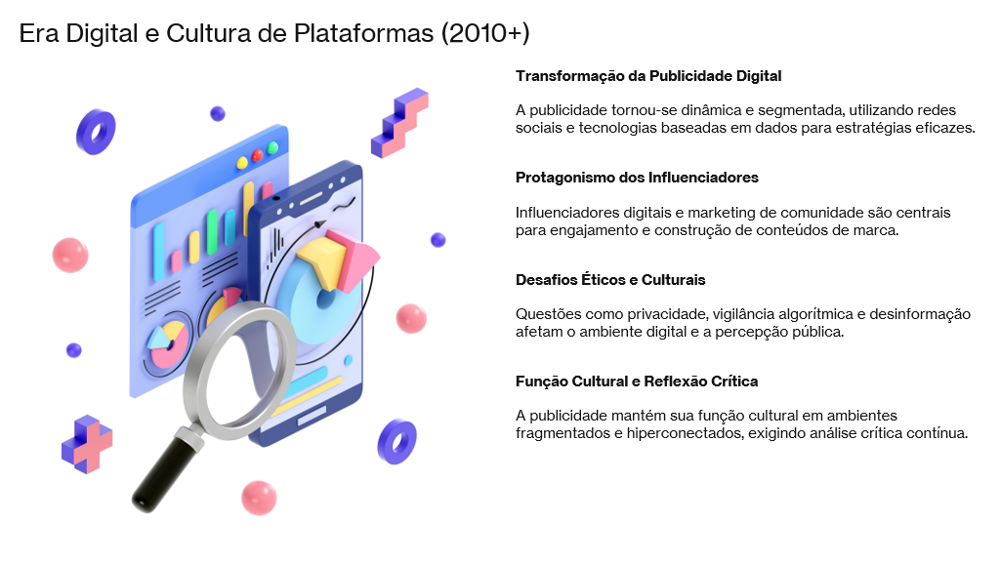 Era Digital e Cultura de Plataformas (2010+)
Transformação da Publicidade Digital
A publicidade tornou-se dinâmica e segmentada, utilizando redes
sociais e tecnologias baseadas em dados para estratégias eficazes.
Protagonismo dos Influenciadores
Influenciadores digitais e marketing de comunidade são centrais
para engajamento e construção de conteúdos de marca.
Desafios Éticos e Culturais
Questões como privacidade, vigilância algorítmica e desinformação
afetam o ambiente digital e a percepção pública.
Função Cultural e Reflexão Crítica
A publicidade mantém sua função cultural em ambientes
fragmentados e hiperconectados, exigindo análise crítica contínua.